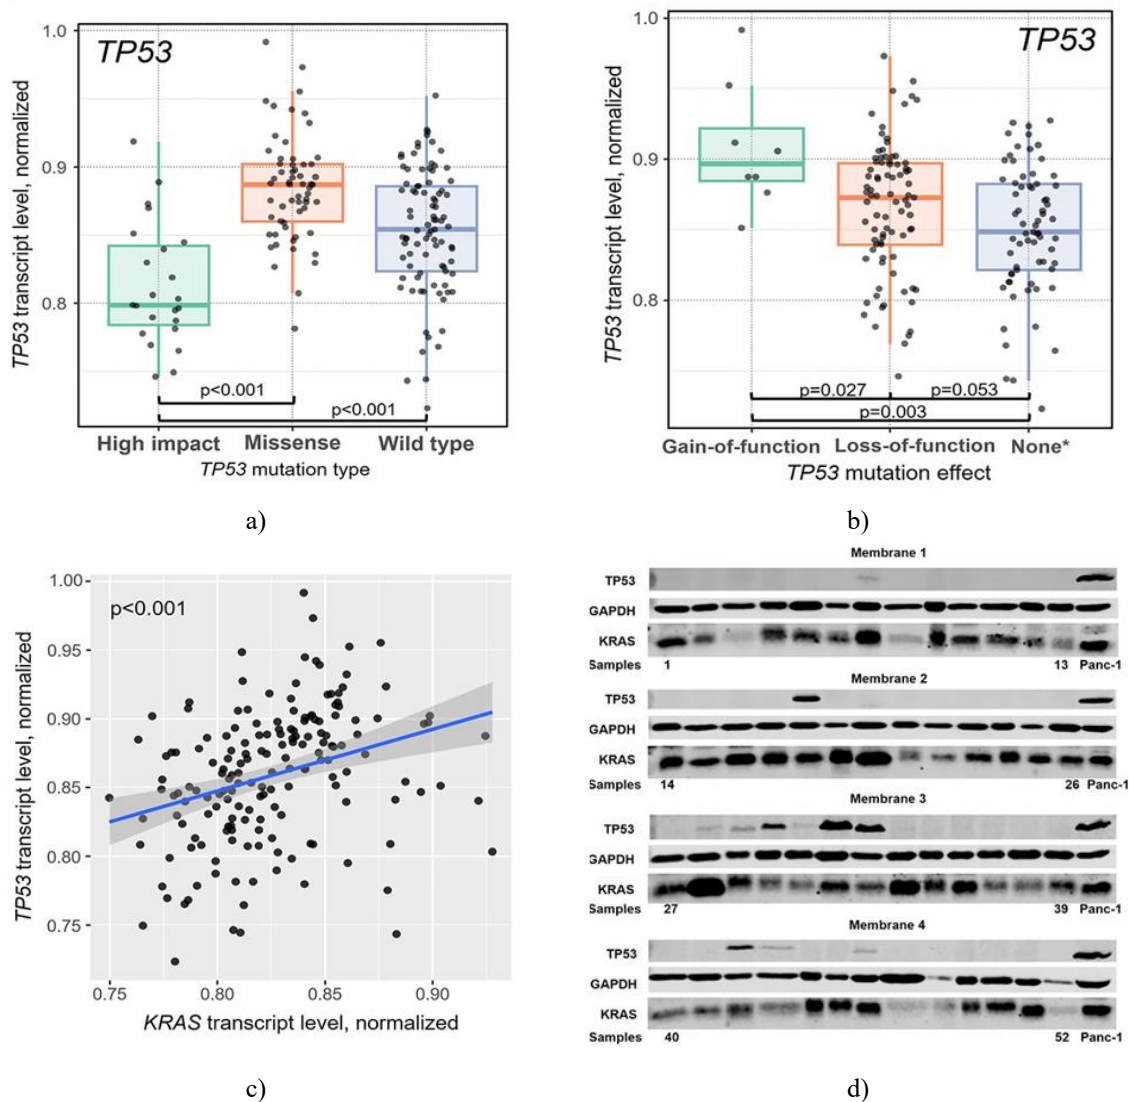 1.0
0.9
0.8
TP53
TP53 transcript level, normalized
p<0.001
p<0.001
High impact Missense Wild type
TP53 mutation type
a)
1.0
0.9
0.8
TP53
TP53 transcript level, normalized
p=0.027 p=0.053
p=0.003
Gain-of-function Loss-of-function None*
TP53 mutation effect
b)
1.00
0.95
0.90
0.85
0.80
0.75
p<0.001
TP53 transcript level, normalized
0.75 0.80 0.85 0.90
KRAS transcript level, normalized
c)
Membrane 1
TP53
GAPDH
KRAS
Samples 1 13 Panc-1
Membrane 2
TP53
GAPDH
KRAS
Samples 14 26 Panc-1
Membrane 3
TP53
GAPDH
KRAS
Samples 27 39 Panc-1
Membrane 4
TP53
GAPDH
KRAS
Samples 40 52 Panc-1
d)